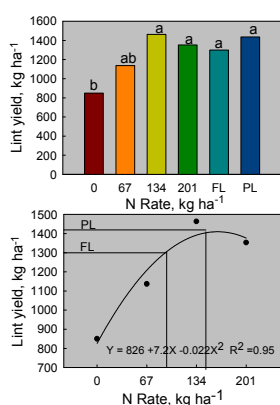 1600
1400
1200
1000
800
600
400
200
0
Lint yield, kg ha-1
b
ab
a
a
a
a
0 67 134 201 FL PL
N Rate, kg ha-1
1500
1400
1300
1200
1100
1000
900
800
700
Lint yield, kg ha-1
PL
FL
Y = 826 +7.2X -0.022X2 R2=0.95
0 67 134 201
N Rate, kg ha-1